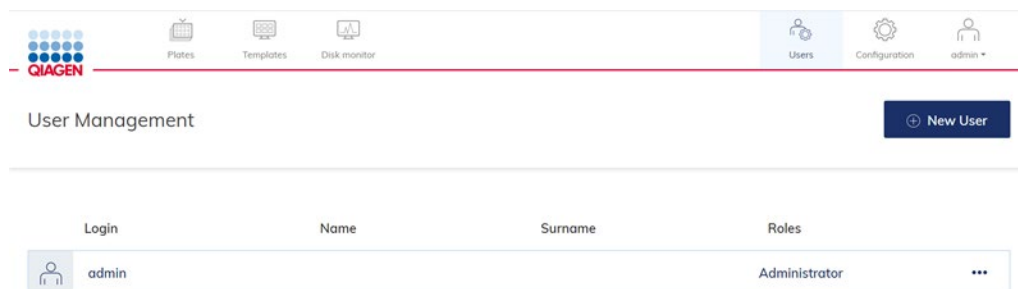 QIAGEN
Plates Templates Disk monitor Users Configuration admin
User Management
New User
Login Name Surname Roles
admin Administrator